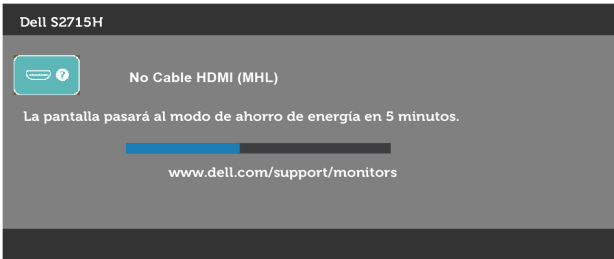 Dell S2715H
?
No Cable HDMI (MHL)
La pantalla pasará al modo de ahorro de energía en 5 minutos.
www.dell.com/support/monitors